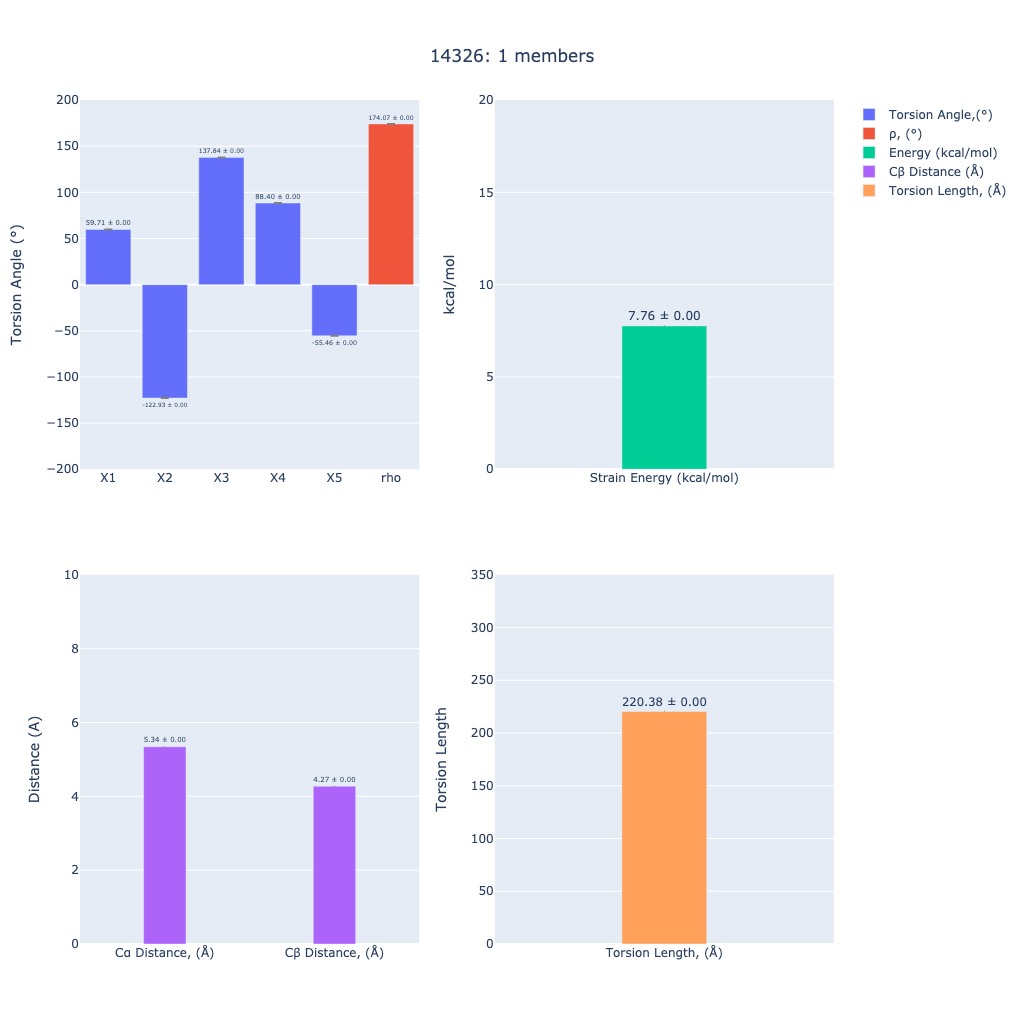 14326: 1 members
Torsion Angle (°)
200
150
100
50
0
−50
−100
−150
−200
59.71 ± 0.00
-122.93 ± 0.00
137.84 ± 0.00
88.40 ± 0.00
-55.46 ± 0.00
174.07 ± 0.00
X1 X2 X3 X4 X5 rho
kcal/mol
20
15
10
5
0
7.76 ± 0.00
Strain Energy (kcal/mol)
Torsion Angle,(°)
ρ, (°)
Energy (kcal/mol)
Cβ Distance (Å)
Torsion Length, (Å)
Distance (A)
10
8
6
4
2
0
5.34 ± 0.00
4.27 ± 0.00
Cα Distance, (Å) Cβ Distance, (Å)
Torsion Length
350
300
250
200
150
100
50
0
220.38 ± 0.00
Torsion Length, (Å)